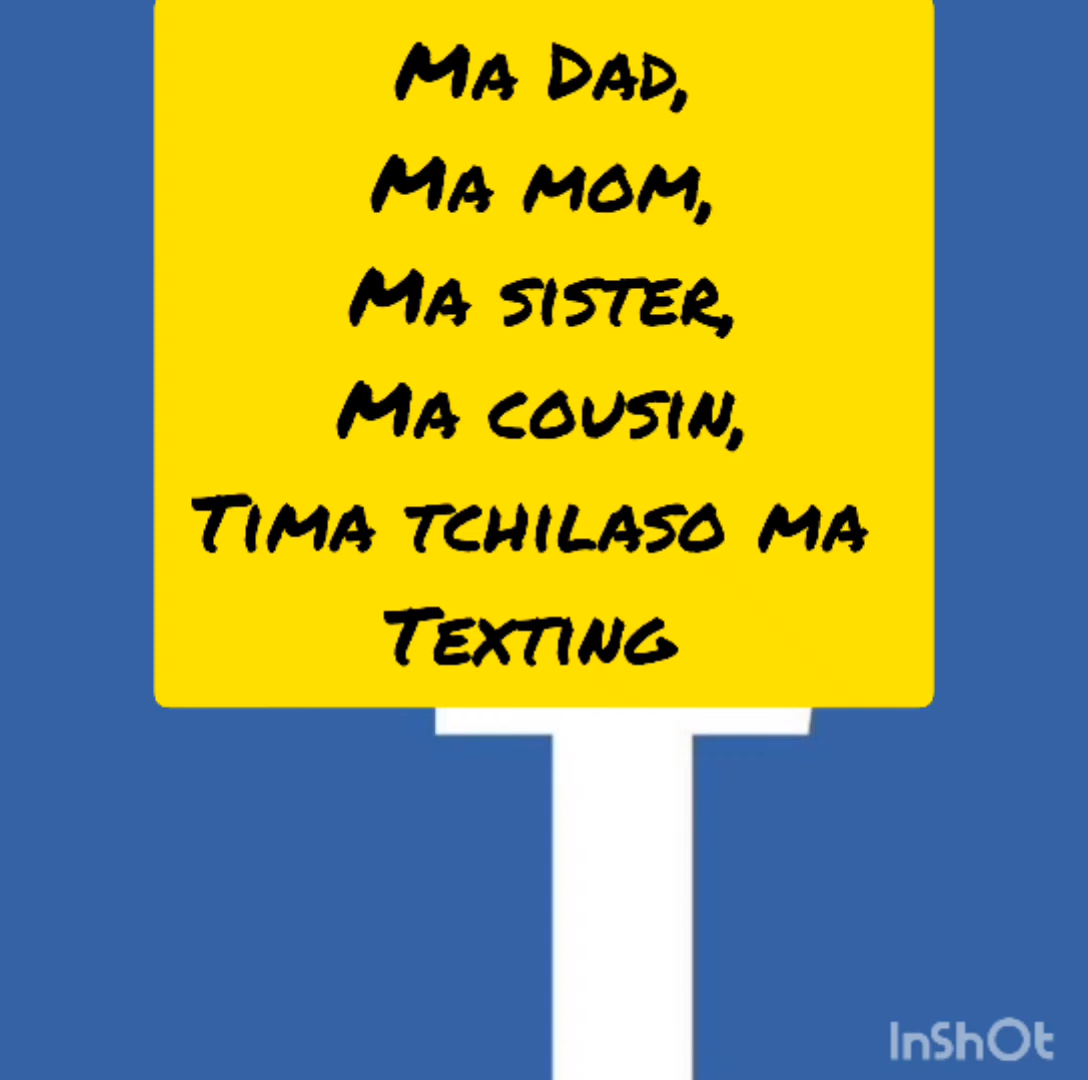 Ma Dad,
Ma mom,
Ma sister,
Ma cousin,
Tima tchilaso ma
Texting
InShOt